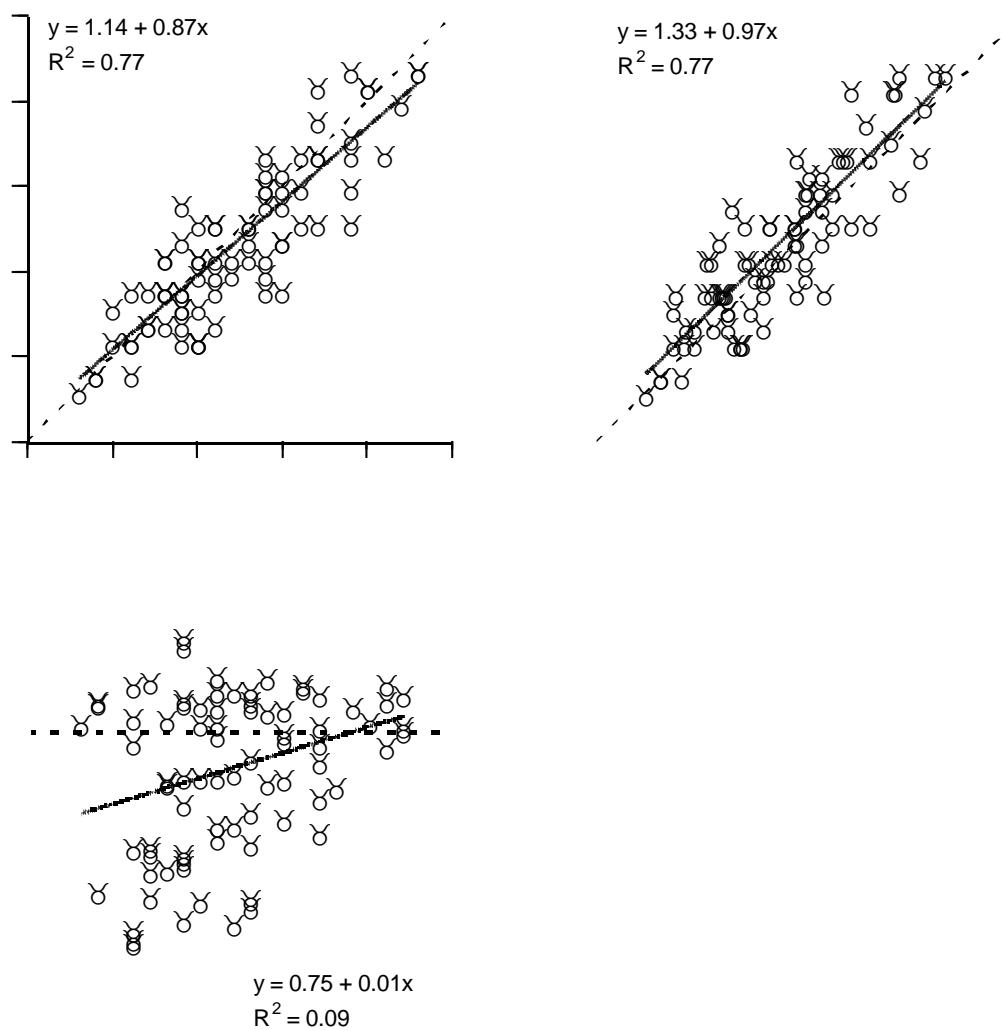 y = 1.14 + 0.87x
R² = 0.77
y = 1.33 + 0.97x
R² = 0.77
y = 0.75 + 0.01x
R² = 0.09